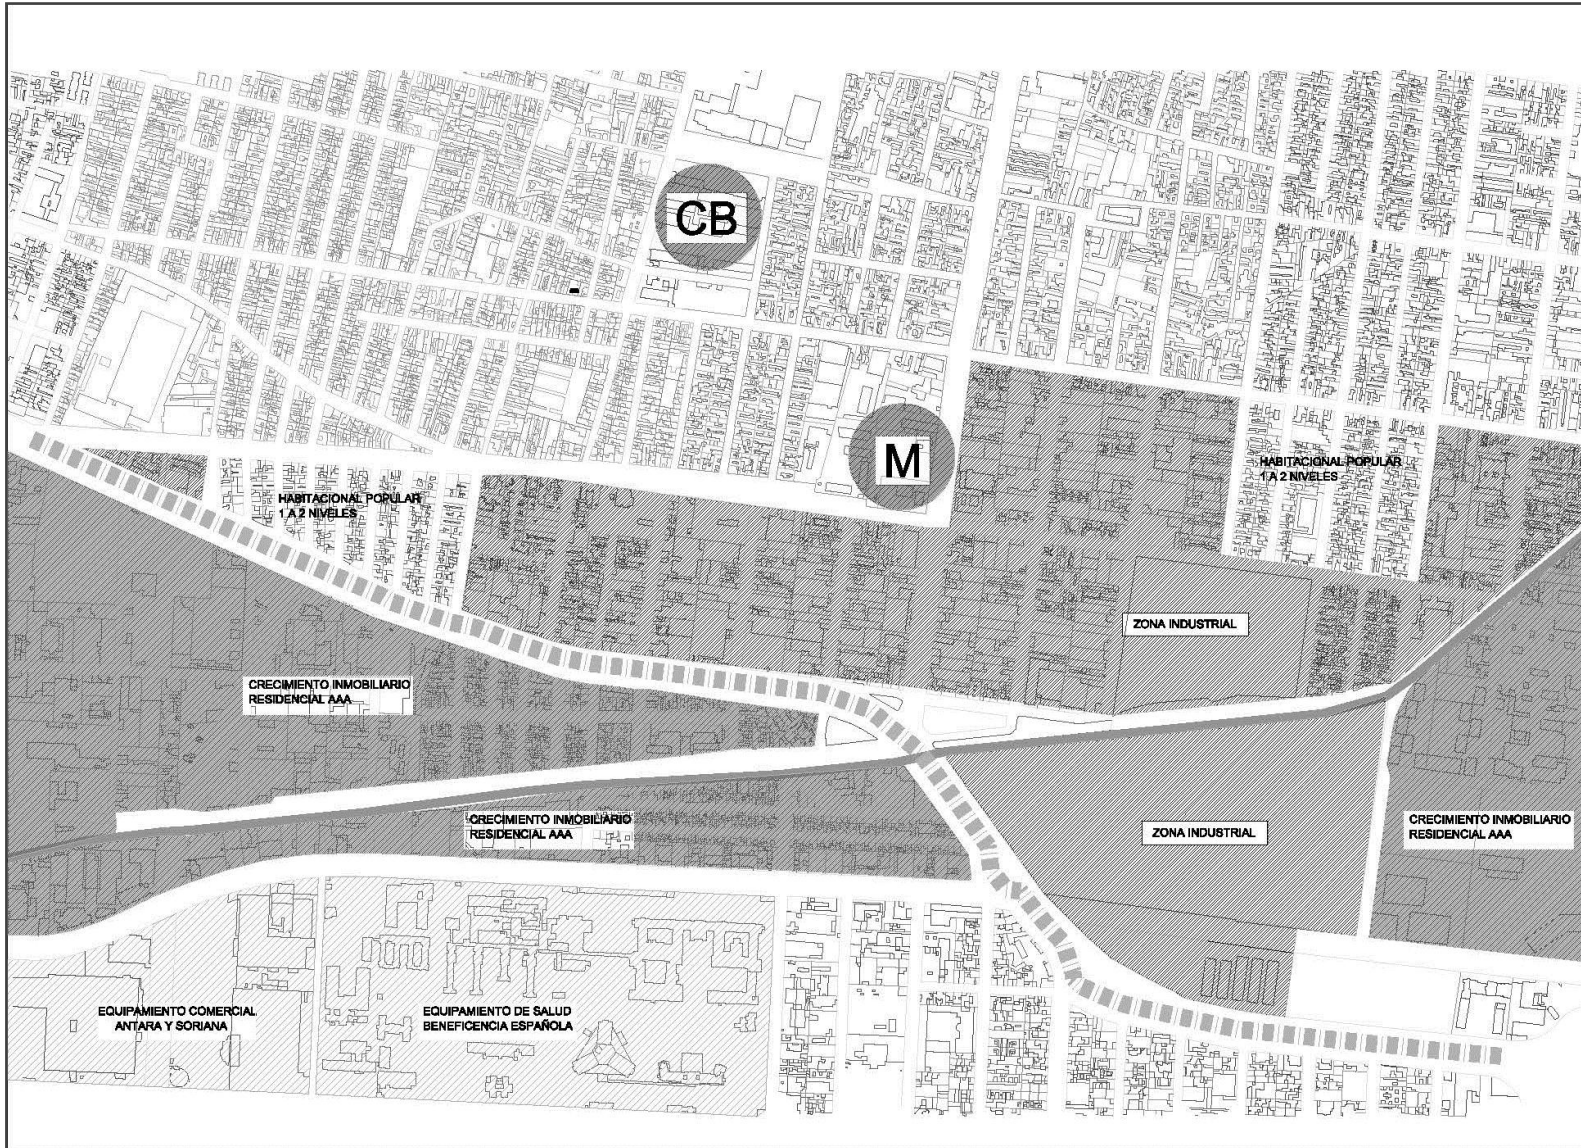 CB
M
HABITACIONAL POPULAR
1 A 2 NIVELES
HABITACIONAL POPULAR
1 A 2 NIVELES
ZONA INDUSTRIAL
CRECIMIENTO INMOBILIARIO
RESIDENCIAL AAA
CRECIMIENTO INMOBILIARIO
RESIDENCIAL AAA
ZONA INDUSTRIAL
CRECIMIENTO INMOBILIARIO
RESIDENCIAL AAA
EQUIPAMIENTO COMERCIAL
ANTARA Y SORIANA
EQUIPAMIENTO DE SALUD
BENEFICENCIA ESPAÑOLA